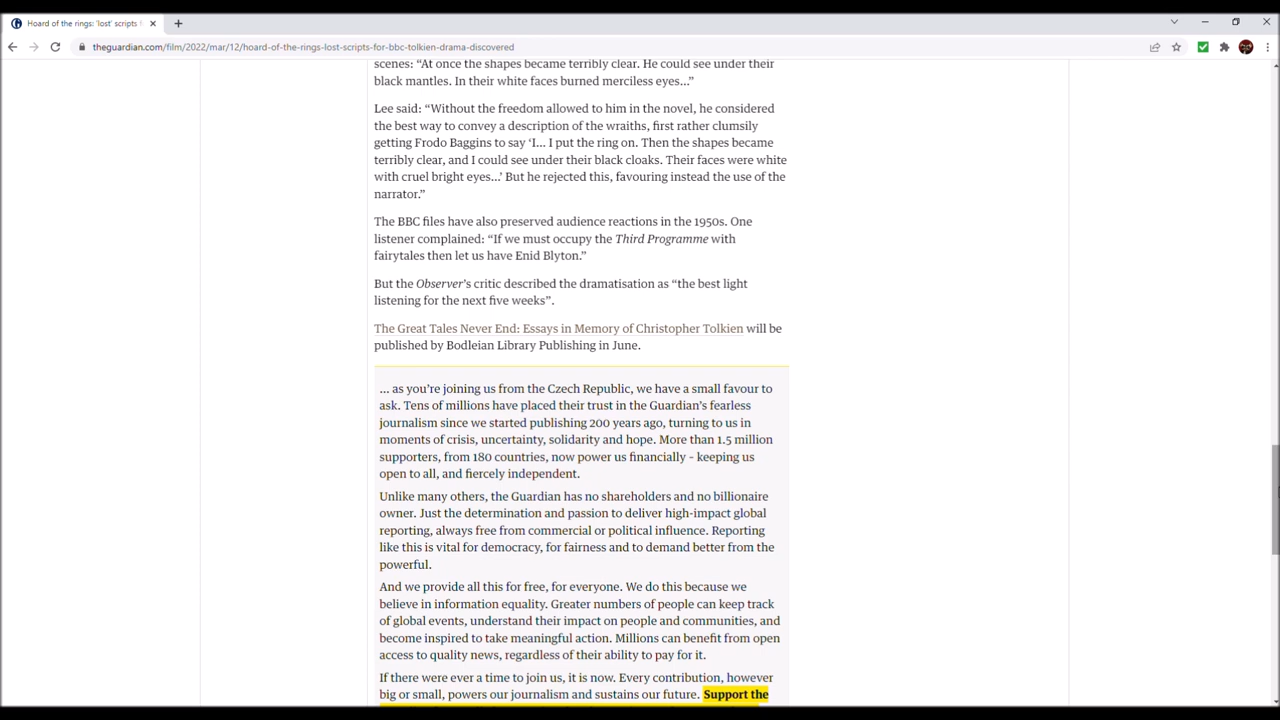 Hoard of the rings: 'lost' scripts f
theguardian.com/film/2022/mar/12/hoard-of-the-rings-lost-scripts-for-bbc-tolkien-drama-discovered
scenes: “At once the shapes became terribly clear. He could see under their
black mantles. In their white faces burned merciless eyes...”
Lee said: “Without the freedom allowed to him in the novel, he considered
the best way to convey a description of the wraiths, first rather clumsily
getting Frodo Baggins to say ‘I... I put the ring on. Then the shapes became
terribly clear, and I could see under their black cloaks. Their faces were white
with cruel bright eyes...’ But he rejected this, favouring instead the use of the
narrator.”
The BBC files have also preserved audience reactions in the 1950s. One
listener complained: “If we must occupy the Third Programme with
fairytales then let us have Enid Blyton.”
But the Observer’s critic described the dramatisation as “the best light
listening for the next five weeks”.
The Great Tales Never End: Essays in Memory of Christopher Tolkien will be
published by Bodleian Library Publishing in June.
... as you’re joining us from the Czech Republic, we have a small favour to
ask. Tens of millions have placed their trust in the Guardian’s fearless
journalism since we started publishing 200 years ago, turning to us in
moments of crisis, uncertainty, solidarity and hope. More than 1.5 million
supporters, from 180 countries, now power us financially – keeping us
open to all, and fiercely independent.
Unlike many others, the Guardian has no shareholders and no billionaire
owner. Just the determination and passion to deliver high-impact global
reporting, always free from commercial or political influence. Reporting
like this is vital for democracy, for fairness and to demand better from the
powerful.
And we provide all this for free, for everyone. We do this because we
believe in information equality. Greater numbers of people can keep track
of global events, understand their impact on people and communities, and
become inspired to take meaningful action. Millions can benefit from open
access to quality news, regardless of their ability to pay for it.
If there were ever a time to join us, it is now. Every contribution, however
big or small, powers our journalism and sustains our future. Support the